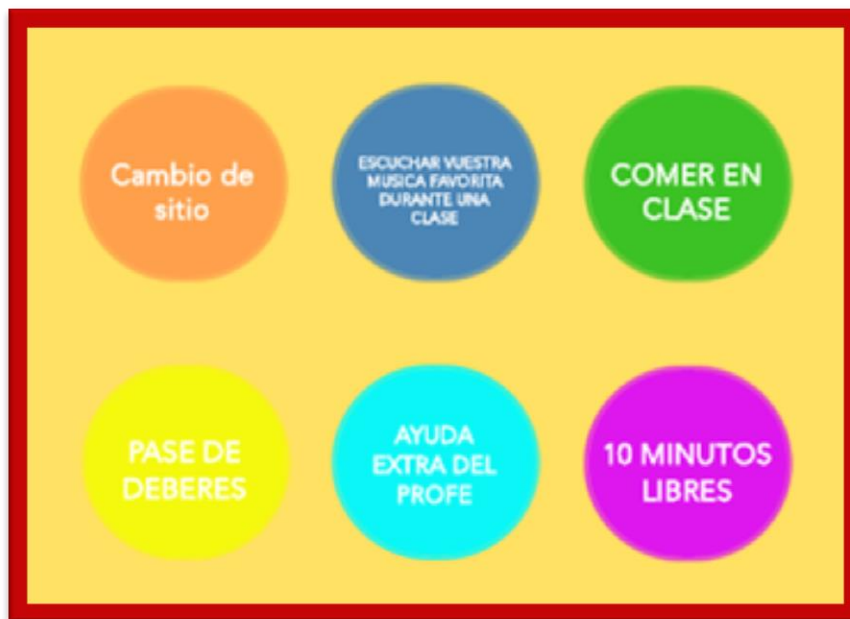 Cambio de
sitio
ESCUCHAR VUESTRA
MUSICA FAVORITA
DURANTE UNA
CLASE
COMER EN
CLASE
PASE DE
DEBERES
AYUDA
EXTRA DEL
PROFE
10 MINUTOS
LIBRES